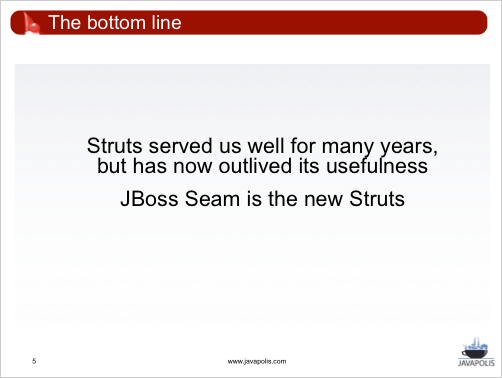 The bottom line
Struts served us well for many years,
but has now outlived its usefulness
JBoss Seam is the new Struts
5
www.javapolis.com
JAVAPOLIS